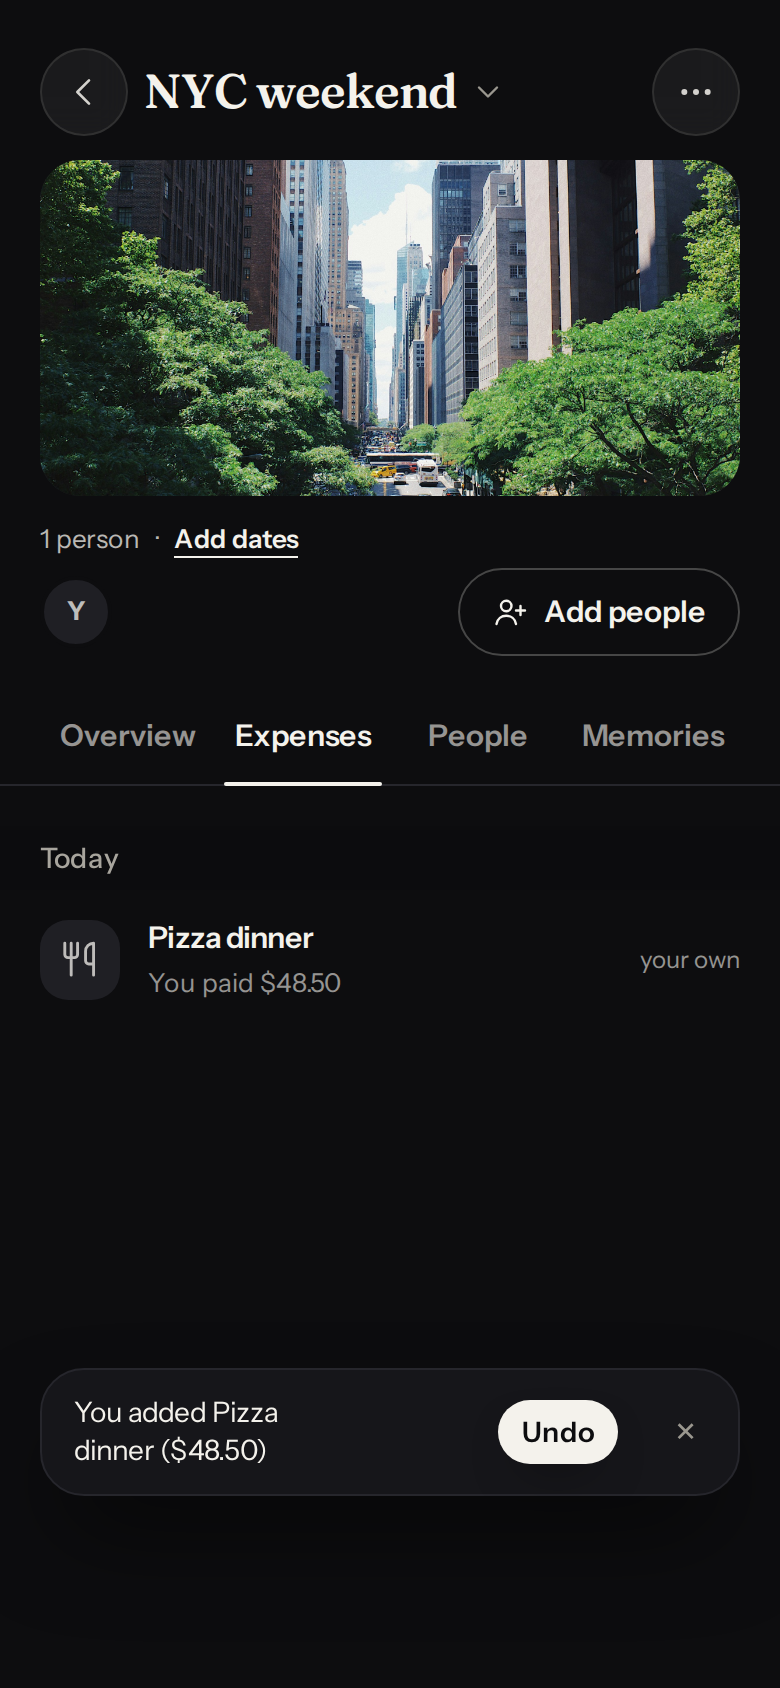 NYC weekend
1 person · Add dates
Y
Add people
Overview Expenses People Memories
Today
Pizza dinner
You paid $48.50
your own
You added Pizza
dinner ($48.50)
Undo